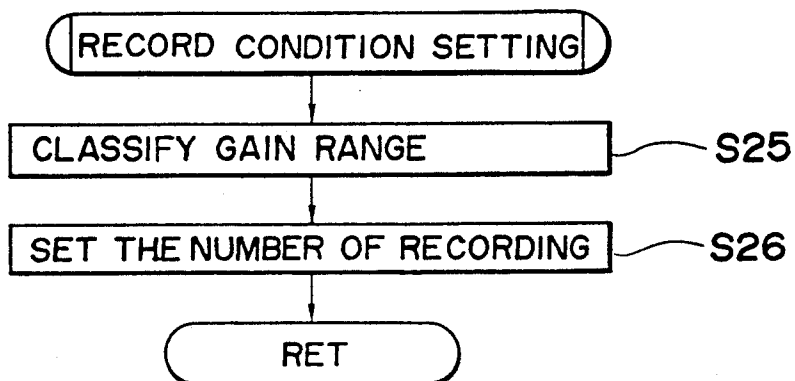 RECORD CONDITION SETTING
CLASSIFY GAIN RANGE
S25
SET THE NUMBER OF RECORDING
S26
RET